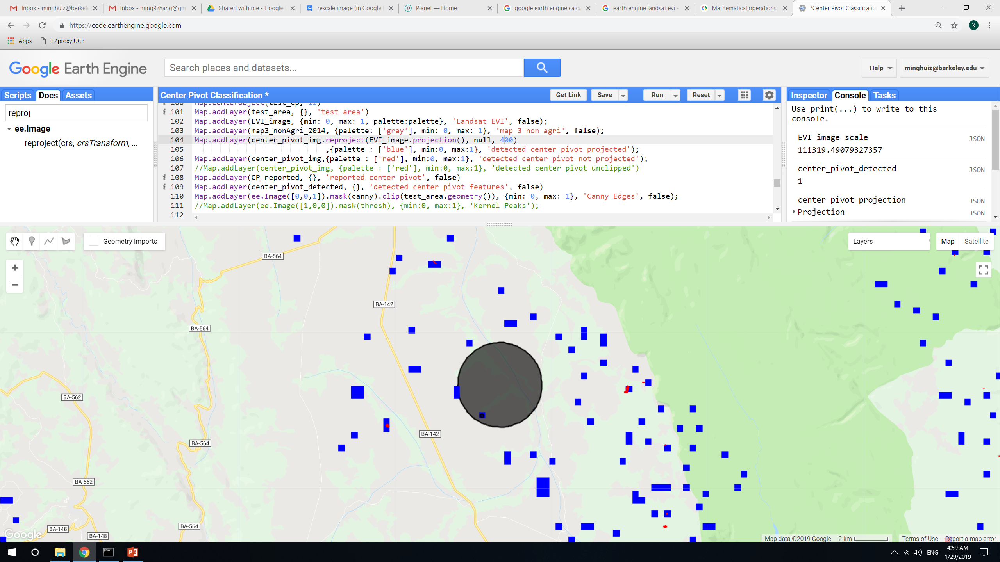 Inbox - minghuiz@berkel
Inbox - ming9zhang@gm
Shared with me - Google
rescale image (in Google
Planet — Home
google earth engine calcu
earth engine landsat evi -
Mathematical operations
*Center Pivot Classificatio
https://code.earthengine.google.com
X
Apps
EZproxy UCB
Google Earth Engine
Search places and datasets...
Help
minghuiz@berkeley.edu
Scripts
Docs
Assets
reproj
ee.Image
reproject(crs, crsTransform, ...
Center Pivot Classification *
Get Link
Save
Run
Reset
100 Map.centerObject(test_cp, 12)
101 Map.addLayer(test_area, {}, 'test area')
102 Map.addLayer(EVI_image, {min: 0, max: 1, palette:palette}, 'Landsat EVI', false);
103 Map.addLayer(map3_nonAgri_2014, {palette: ['gray'], min: 0, max: 1}, 'map 3 non agri', false);
104 Map.addLayer(center_pivot_img.reproject(EVI_image.projection(), null, 400)
105 ,{palette : ['blue'], min:0, max:1}, 'detected center pivot projected');
106 Map.addLayer(center_pivot_img,{palette : ['red'], min:0, max:1}, 'detected center pivot not projected');
107 //Map.addLayer(center_pivot_img, {palette : ['red'], min:0, max:1}, 'detected center pivot unclipped')
108 Map.addLayer(CP_reported, {}, 'reported center pivot', false)
109 Map.addLayer(center_pivot_detected, {}, 'detected center pivot features', false)
110 Map.addLayer(ee.Image([0,0,1]).mask(canny).clip(test_area.geometry()), {min: 0, max: 1}, 'Canny Edges', false);
111 //Map.addLayer(ee.Image([1,0,0]).mask(thresh), {min:0, max:1}, 'Kernel Peaks');
112
Inspector
Console
Tasks
Use print(...) to write to this
console.
EVI image scale JSON
111319.49079327357
center_pivot_detected JSON
1
center pivot projection JSON
Projection JSON
Geometry Imports
Layers
Map
Satellite
+
−
BA-564
BA-142
BA-564
BA-562
BA-142
BA-564
BA-562
BA-564
BA-148
BA-148
Google
Map data ©2019 Google
2 km
Terms of Use
Report a map error
ENG
4:59 AM
1/29/2019